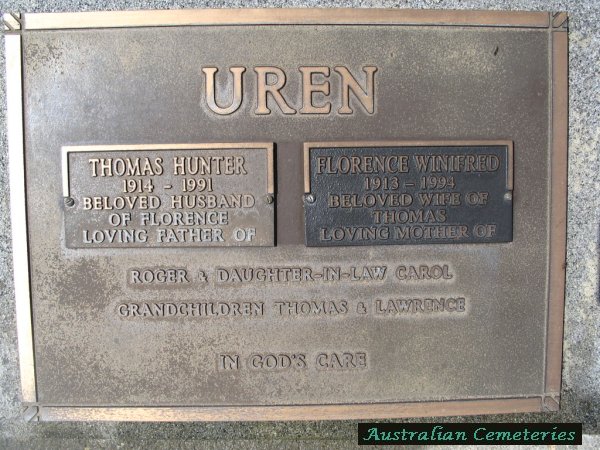 UREN
THOMAS HUNTER
1914 - 1991
BELOVED HUSBAND
OF FLORENCE
LOVING FATHER OF
FLORENCE WINIFRED
1913 - 1994
BELOVED WIFE OF
THOMAS
LOVING MOTHER OF
ROGER & DAUGHTER-IN-LAW CAROL
GRANDCHILDREN THOMAS & LAWRENCE
IN GOD'S CARE
Australian Cemeteries